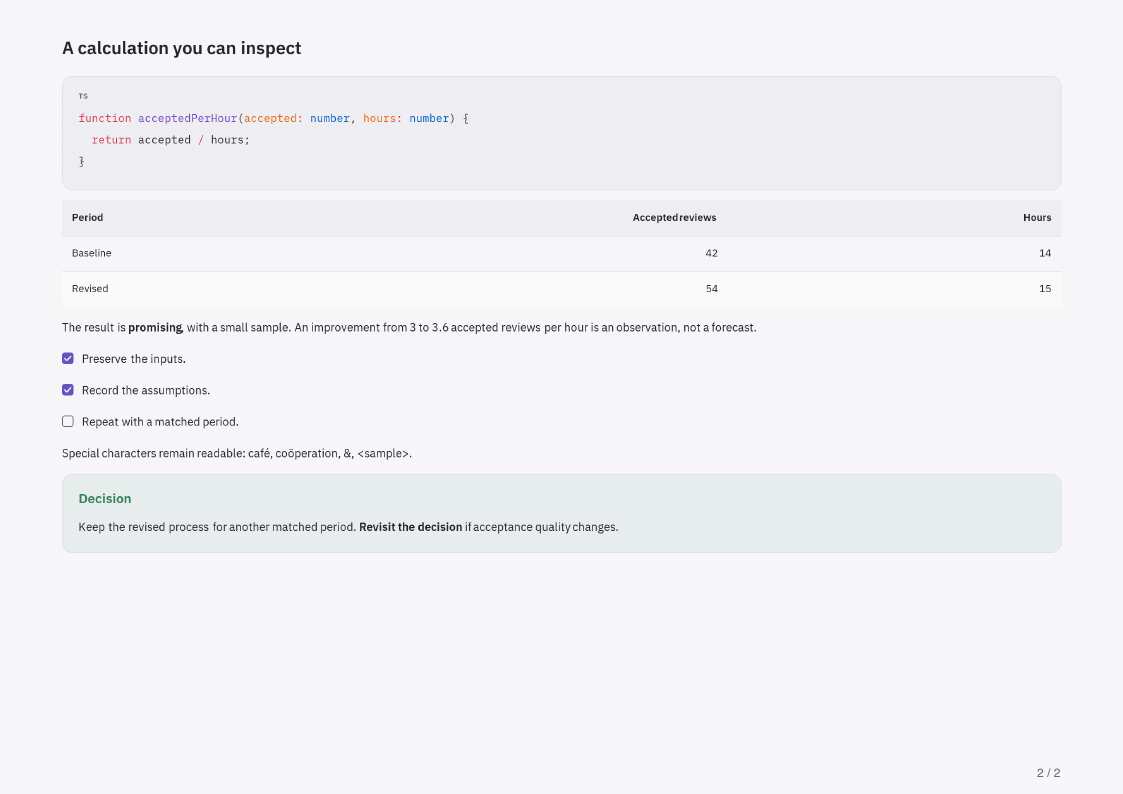 A calculation you can inspect
TS
function acceptedPerHour(accepted: number, hours: number) {
  return accepted / hours;
}
Period Accepted reviews Hours
Baseline 42 14
Revised 54 15
The result is promising, with a small sample. An improvement from 3 to 3.6 accepted reviews per hour is an observation, not a forecast.
Preserve the inputs.
Record the assumptions.
Repeat with a matched period.
Special characters remain readable: café, coöperation, &, <sample>.
Decision
Keep the revised process for another matched period. Revisit the decision if acceptance quality changes.
2 / 2